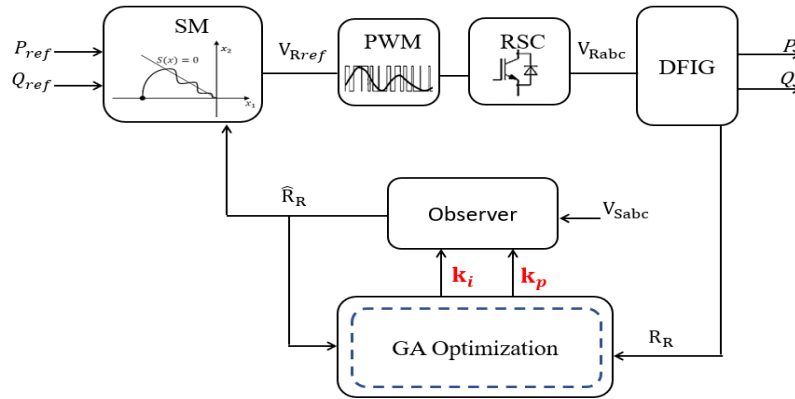 SM
P_ref
Q_ref
S(x) = 0
x₂
x₁
V_Rref
PWM
RSC
V_Rabc
DFIG
P
Q
R̂_R
Observer
V_Sabc
k_i
k_p
GA Optimization
R_R